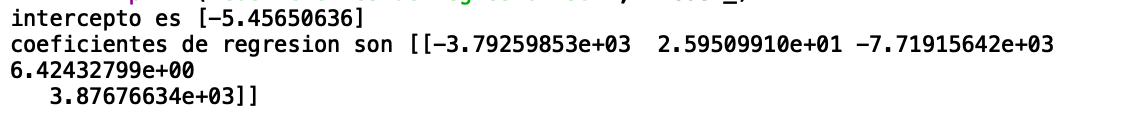 intercepto es [-5.45650636]
coeficientes de regresion son [[-3.79259853e+03  2.59509910e+01 -7.71915642e+03
6.42432799e+00
   3.87676634e+03]]